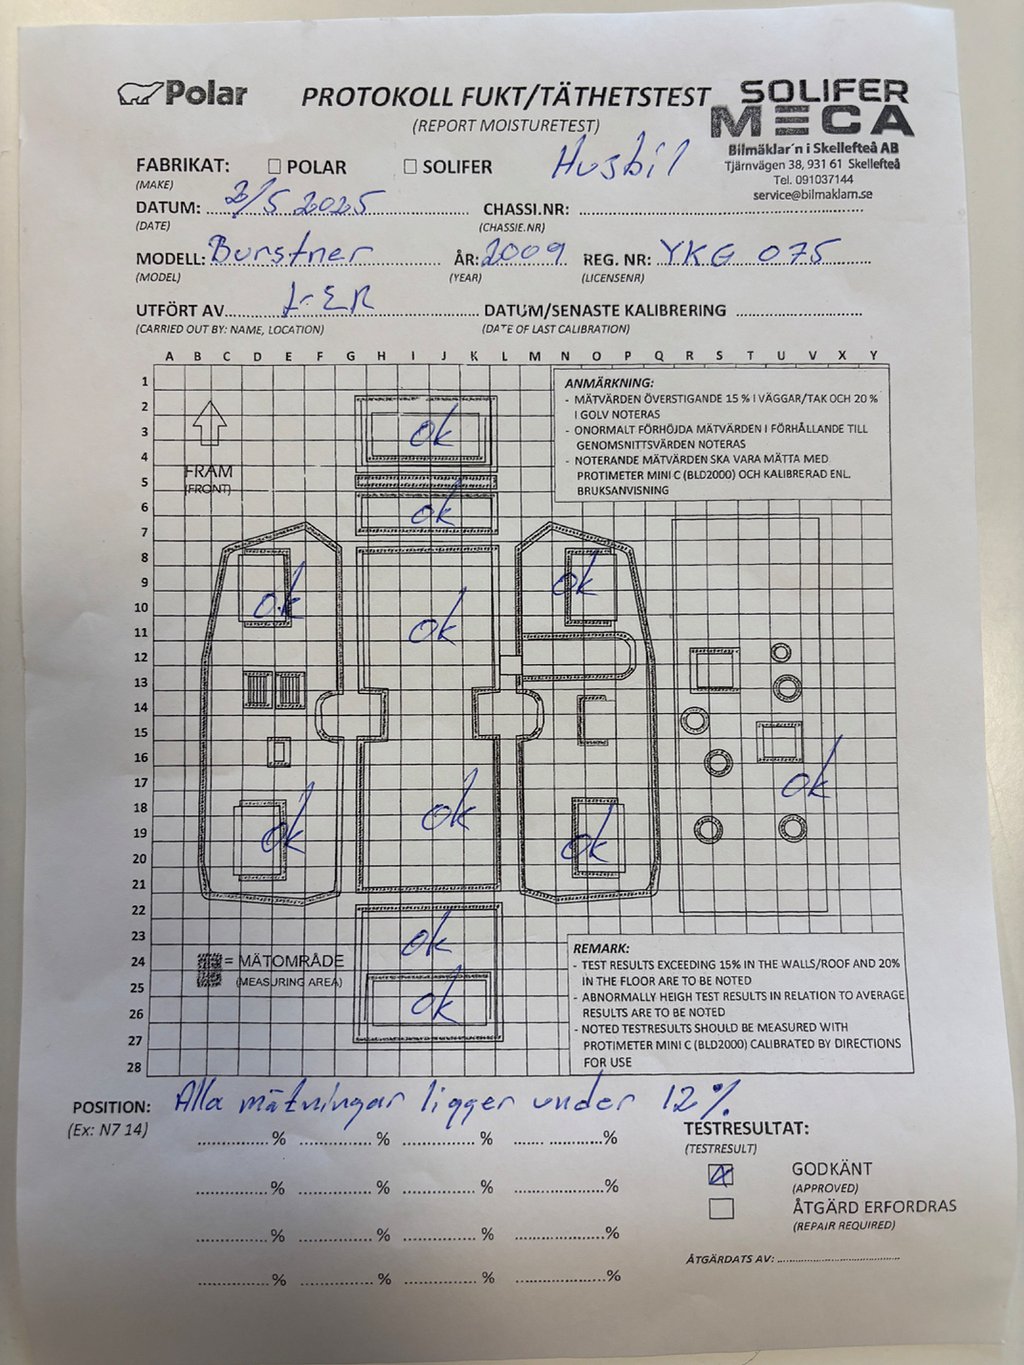 Polar
PROTOKOLL FUKT/TÄTHETSTEST
(REPORT MOISTURETEST)
SOLIFER
MECA
Bilmäklar´n i Skellefteå AB
Tjärnvägen 38, 931 61 Skellefteå
Tel. 091037144
service@bilmaklarn.se
FABRIKAT: POLAR SOLIFER Husbil
(MAKE)
DATUM: 2/5 2025 CHASSI.NR:
(DATE) (CHASSIE.NR)
MODELL: Burstner ÅR: 2009 REG. NR: YKG 075
(MODEL) (YEAR) (LICENSENR)
UTFÖRT AV DATUM/SENASTE KALIBRERING
(CARRIED OUT BY: NAME, LOCATION) (DATE OF LAST CALIBRATION)
A B C D E F G H I J K L M N O P Q R S T U V X Y
1
2
3
4
5
6
7
8
9
10
11
12
13
14
15
16
17
18
19
20
21
22
23
24
25
26
27
28
ANMÄRKNING:
- MÄTVÄRDEN ÖVERSTIGANDE 15 % I VÄGGAR/TAK OCH 20 %
I GOLV NOTERAS
- ONORMALT FÖRHÖJDA MÄTVÄRDEN I FÖRHÅLLANDE TILL
GENOMSNITTSVÄRDEN NOTERAS
- NOTERANDE MÄTVÄRDEN SKA VARA MÄTTA MED
PROTIMETER MINI C (BLD2000) OCH KALIBRERAD ENL.
BRUKSANVISNING
FRAM
(FRONT)
ok
ok
ok
ok
ok
ok
ok
ok
ok
ok
ok
= MÄTOMRÅDE
(MEASURING AREA)
REMARK:
- TEST RESULTS EXCEEDING 15% IN THE WALLS/ROOF AND 20%
IN THE FLOOR ARE TO BE NOTED
- ABNORMALLY HEIGH TEST RESULTS IN RELATION TO AVERAGE
RESULTS ARE TO BE NOTED
- NOTED TESTRESULTS SHOULD BE MEASURED WITH
PROTIMETER MINI C (BLD2000) CALIBRATED BY DIRECTIONS
FOR USE
POSITION: Alla mätningar ligger under 12%.
(Ex: N7 14)
% % % %
% % % %
% % % %
% % % %
TESTRESULTAT:
(TESTRESULT)
X GODKÄNT
(APPROVED)
ÅTGÄRD ERFORDRAS
(REPAIR REQUIRED)
ÅTGÄRDATS AV: